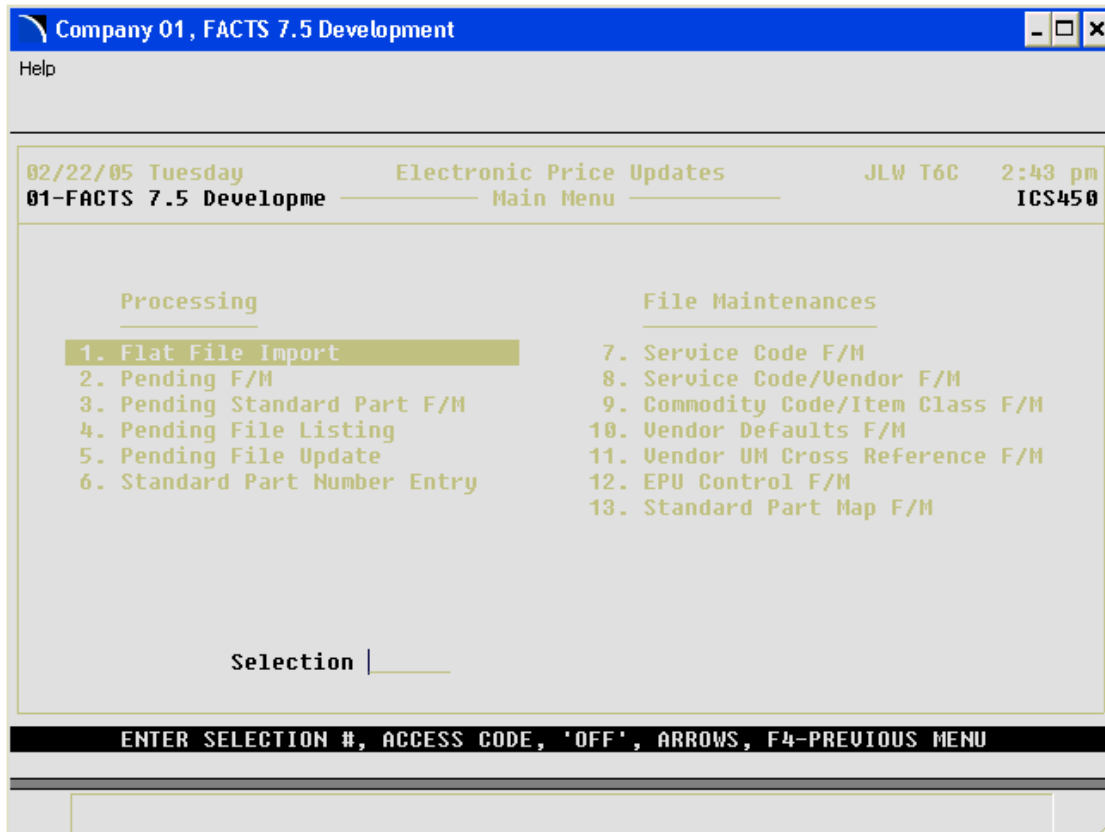 Company 01, FACTS 7.5 Development
Help
02/22/05 Tuesday Electronic Price Updates JLW T6C 2:43 pm
01-FACTS 7.5 Developme Main Menu ICS450
Processing File Maintenances
1. Flat File Import 7. Service Code F/M
2. Pending F/M 8. Service Code/Vendor F/M
3. Pending Standard Part F/M 9. Commodity Code/Item Class F/M
4. Pending File Listing 10. Vendor Defaults F/M
5. Pending File Update 11. Vendor UM Cross Reference F/M
6. Standard Part Number Entry 12. EPU Control F/M
13. Standard Part Map F/M
Selection
ENTER SELECTION #, ACCESS CODE, 'OFF', ARROWS, F4-PREVIOUS MENU